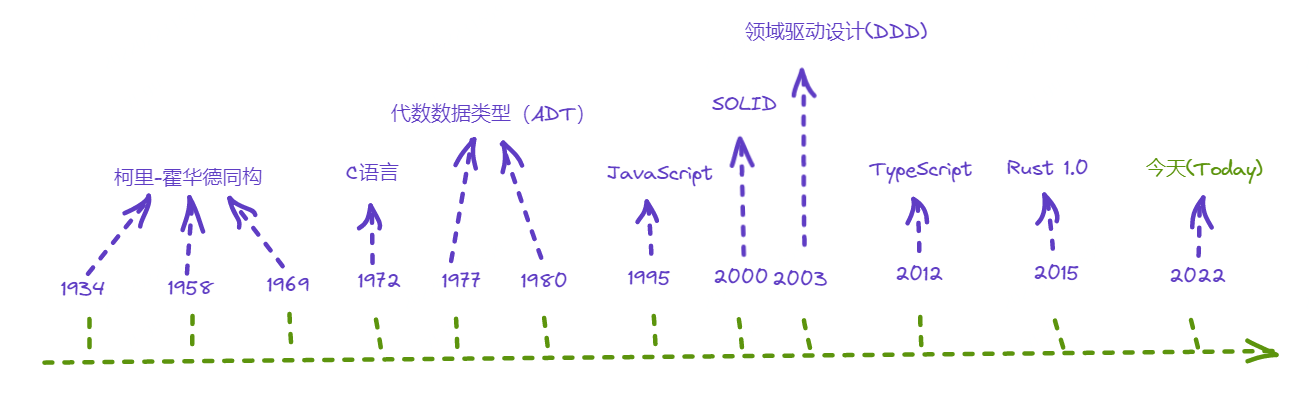 领域驱动设计(DDD)
SOLID
代数数据类型（ADT）
柯里-霍华德同构
C语言
JavaScript
TypeScript
Rust 1.0
今天(Today)
1934
1958
1969
1972
1977
1980
1995
2000
2003
2012
2015
2022